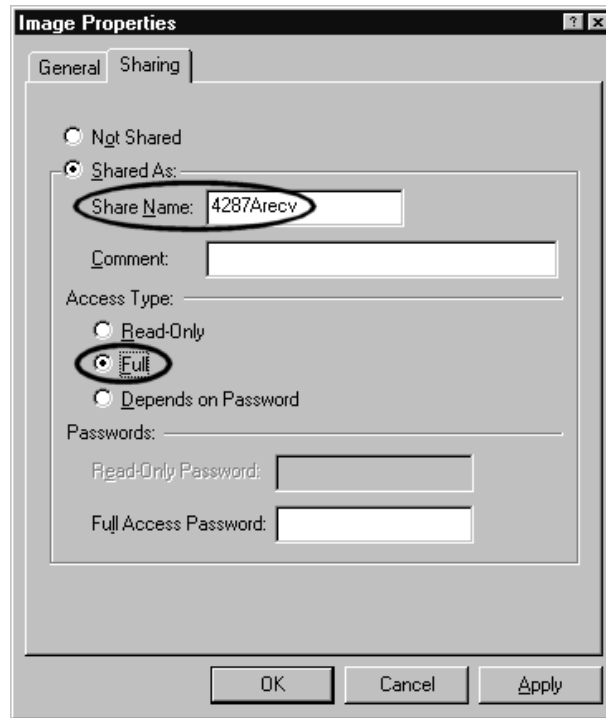 Image Properties
General Sharing
Not Shared
Shared As:
Share Name: 4287Arecv
Comment:
Access Type:
Read-Only
Full
Depends on Password
Passwords:
Read-Only Password:
Full Access Password:
OK Cancel Apply